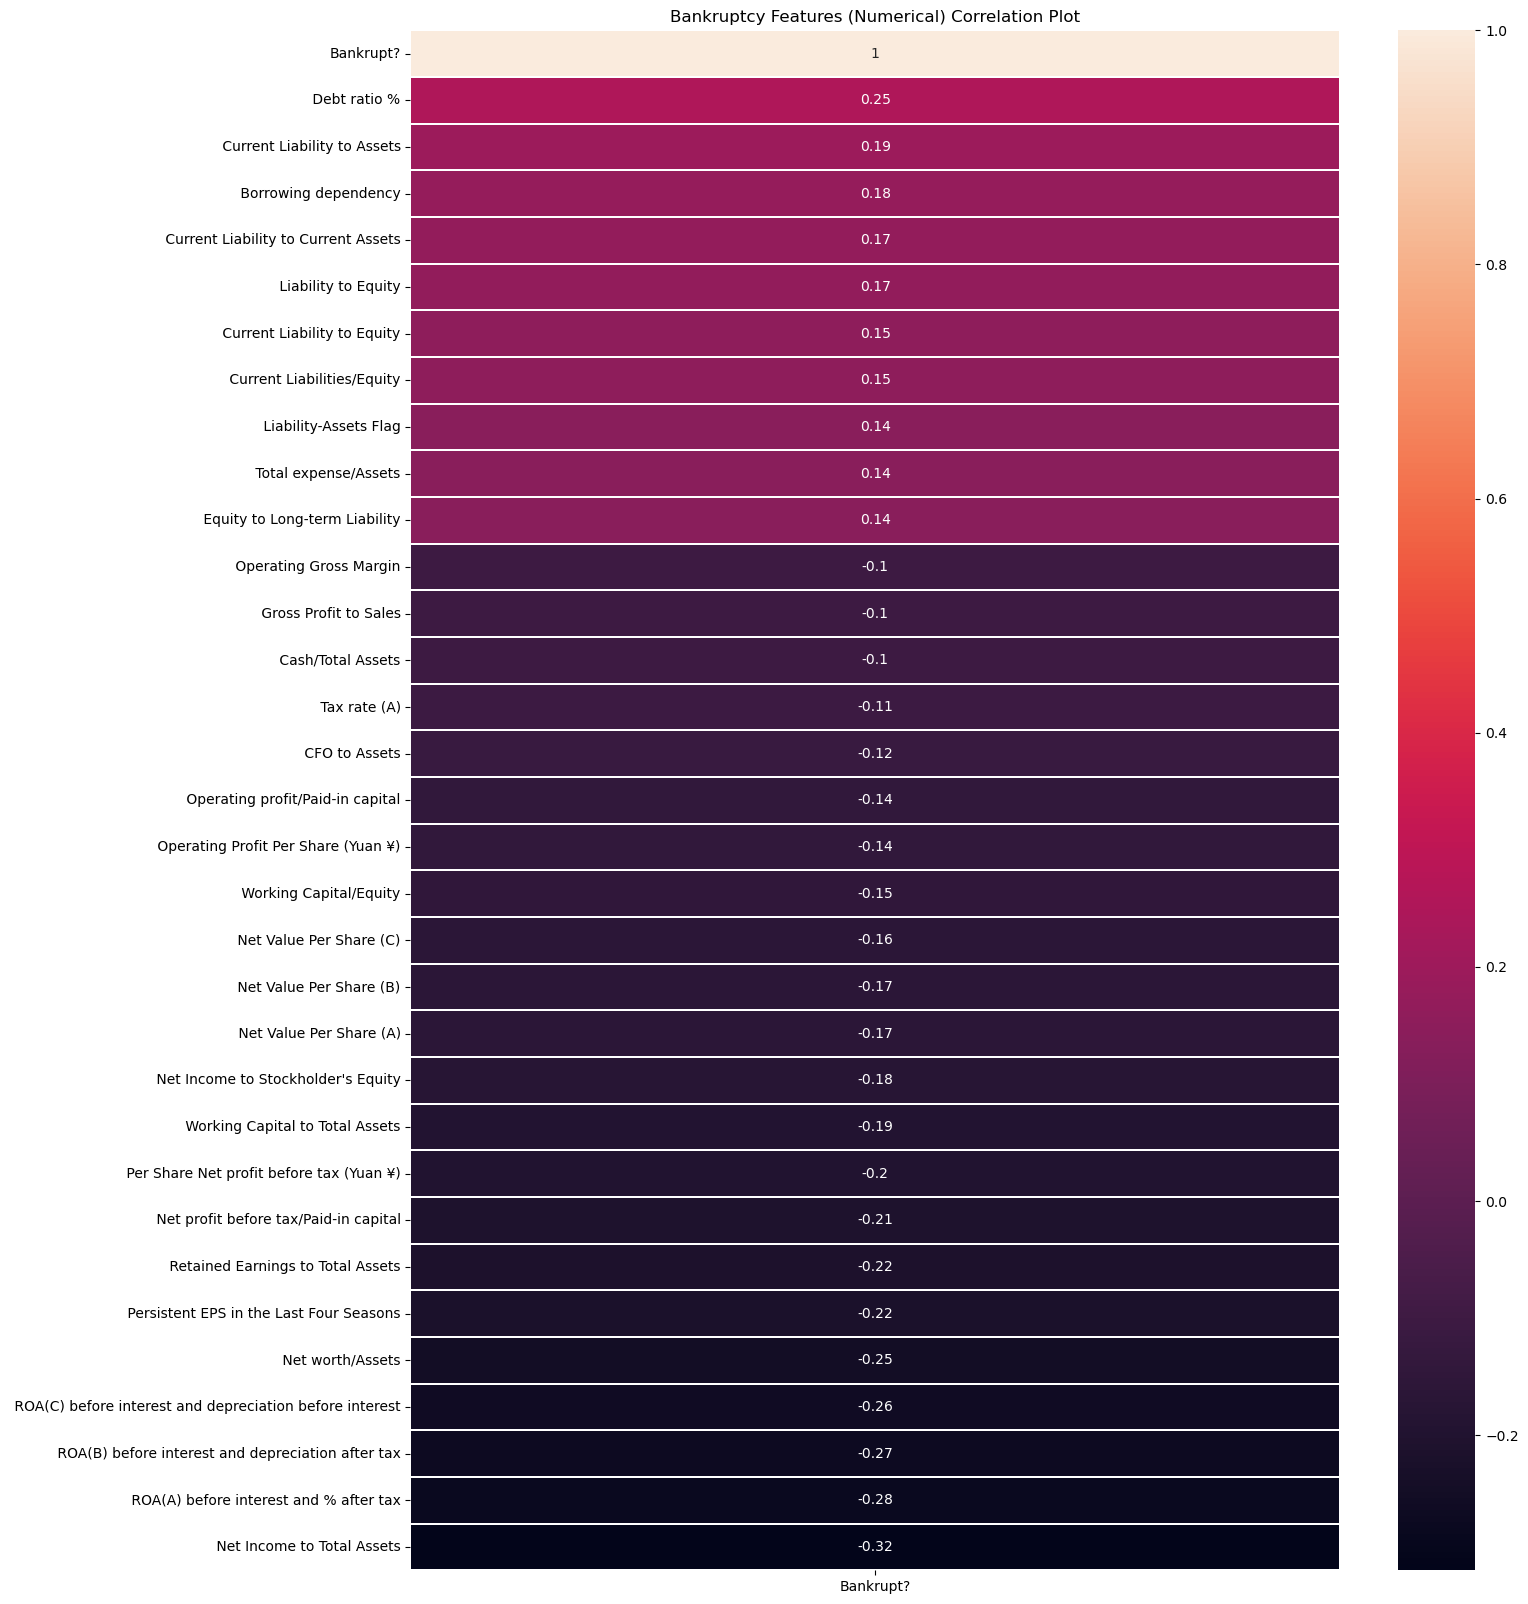 Bankruptcy Features (Numerical) Correlation Plot
Bankrupt? 1
Debt ratio % 0.25
Current Liability to Assets 0.19
Borrowing dependency 0.18
Current Liability to Current Assets 0.17
Liability to Equity 0.17
Current Liability to Equity 0.15
Current Liabilities/Equity 0.15
Liability-Assets Flag 0.14
Total expense/Assets 0.14
Equity to Long-term Liability 0.14
Operating Gross Margin -0.1
Gross Profit to Sales -0.1
Cash/Total Assets -0.1
Tax rate (A) -0.11
CFO to Assets -0.12
Operating profit/Paid-in capital -0.14
Operating Profit Per Share (Yuan ¥) -0.14
Working Capital/Equity -0.15
Net Value Per Share (C) -0.16
Net Value Per Share (B) -0.17
Net Value Per Share (A) -0.17
Net Income to Stockholder's Equity -0.18
Working Capital to Total Assets -0.19
Per Share Net profit before tax (Yuan ¥) -0.2
Net profit before tax/Paid-in capital -0.21
Retained Earnings to Total Assets -0.22
Persistent EPS in the Last Four Seasons -0.22
Net worth/Assets -0.25
ROA(C) before interest and depreciation before interest -0.26
ROA(B) before interest and depreciation after tax -0.27
ROA(A) before interest and % after tax -0.28
Net Income to Total Assets -0.32
Bankrupt?
1.0
0.8
0.6
0.4
0.2
0.0
−0.2